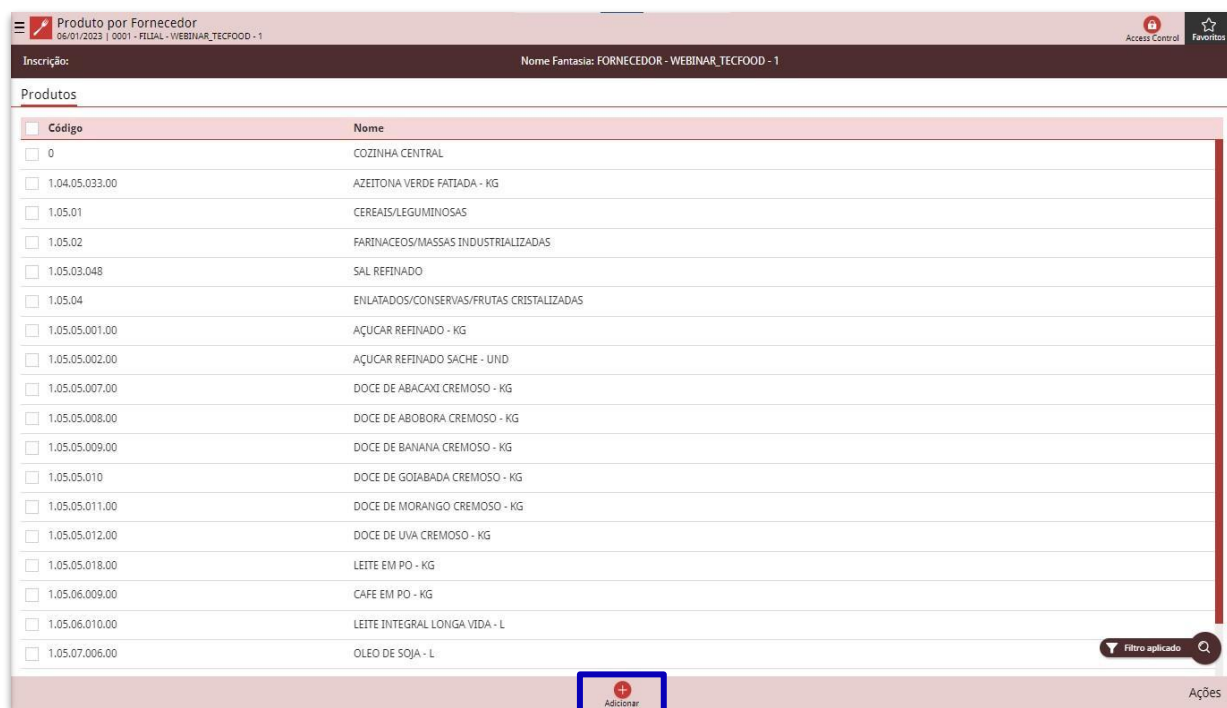 Produto por Fornecedor
06/01/2023 | 0001 - FILIAL - WEBINAR_TECFOOD - 1
Access Control
Favoritos
Inscrição: Nome Fantasia: FORNECEDOR - WEBINAR_TECFOOD - 1
Produtos
Código Nome
0 COZINHA CENTRAL
1.04.05.033.00 AZEITONA VERDE FATIADA - KG
1.05.01 CEREAIS/LEGUMINOSAS
1.05.02 FARINACEOS/MASSAS INDUSTRIALIZADAS
1.05.03.048 SAL REFINADO
1.05.04 ENLATADOS/CONSERVAS/FRUTAS CRISTALIZADAS
1.05.05.001.00 AÇUCAR REFINADO - KG
1.05.05.002.00 AÇUCAR REFINADO SACHE - UND
1.05.05.007.00 DOCE DE ABACAXI CREMOSO - KG
1.05.05.008.00 DOCE DE ABOBORA CREMOSO - KG
1.05.05.009.00 DOCE DE BANANA CREMOSO - KG
1.05.05.010 DOCE DE GOIABADA CREMOSO - KG
1.05.05.011.00 DOCE DE MORANGO CREMOSO - KG
1.05.05.012.00 DOCE DE UVA CREMOSO - KG
1.05.05.018.00 LEITE EM PO - KG
1.05.06.009.00 CAFE EM PO - KG
1.05.06.010.00 LEITE INTEGRAL LONGA VIDA - L
1.05.07.006.00 OLEO DE SOJA - L
Filtro aplicado
Adicionar
Ações